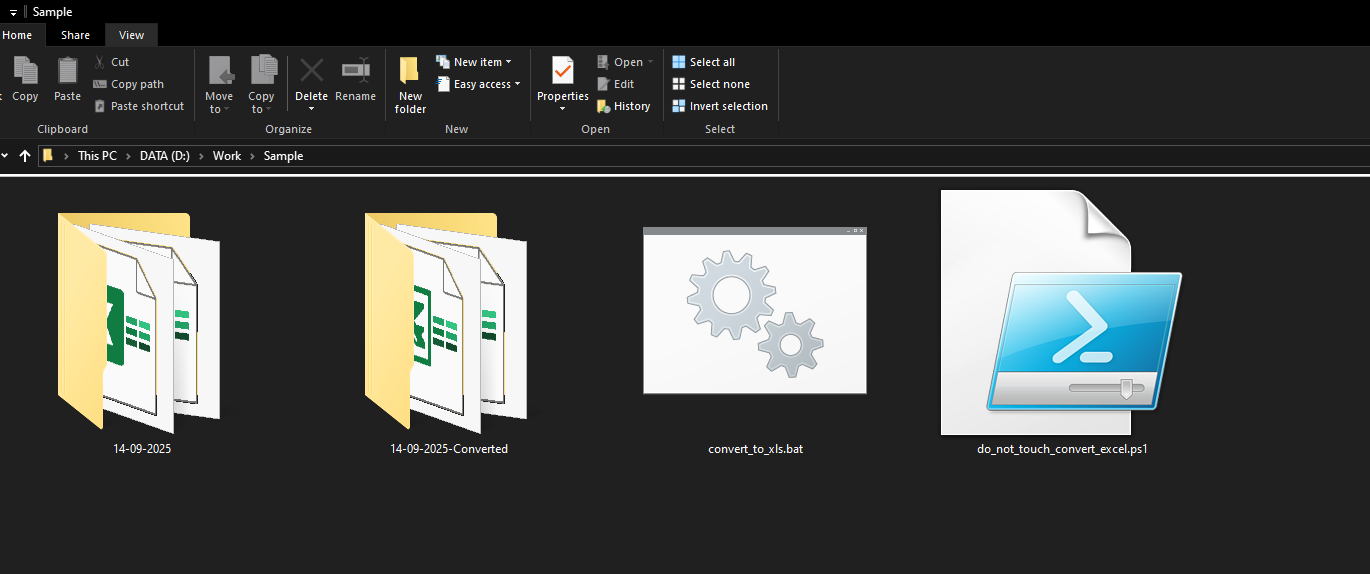 Sample
Home Share View
Copy
Paste
Cut
Copy path
Paste shortcut
Clipboard
Move to
Copy to
Delete
Rename
Organize
New folder
New item
Easy access
New
Properties
Open
Edit
History
Open
Select all
Select none
Invert selection
Select
This PC > DATA (D:) > Work > Sample
14-09-2025
14-09-2025-Converted
convert_to_xls.bat
do_not_touch_convert_excel.ps1